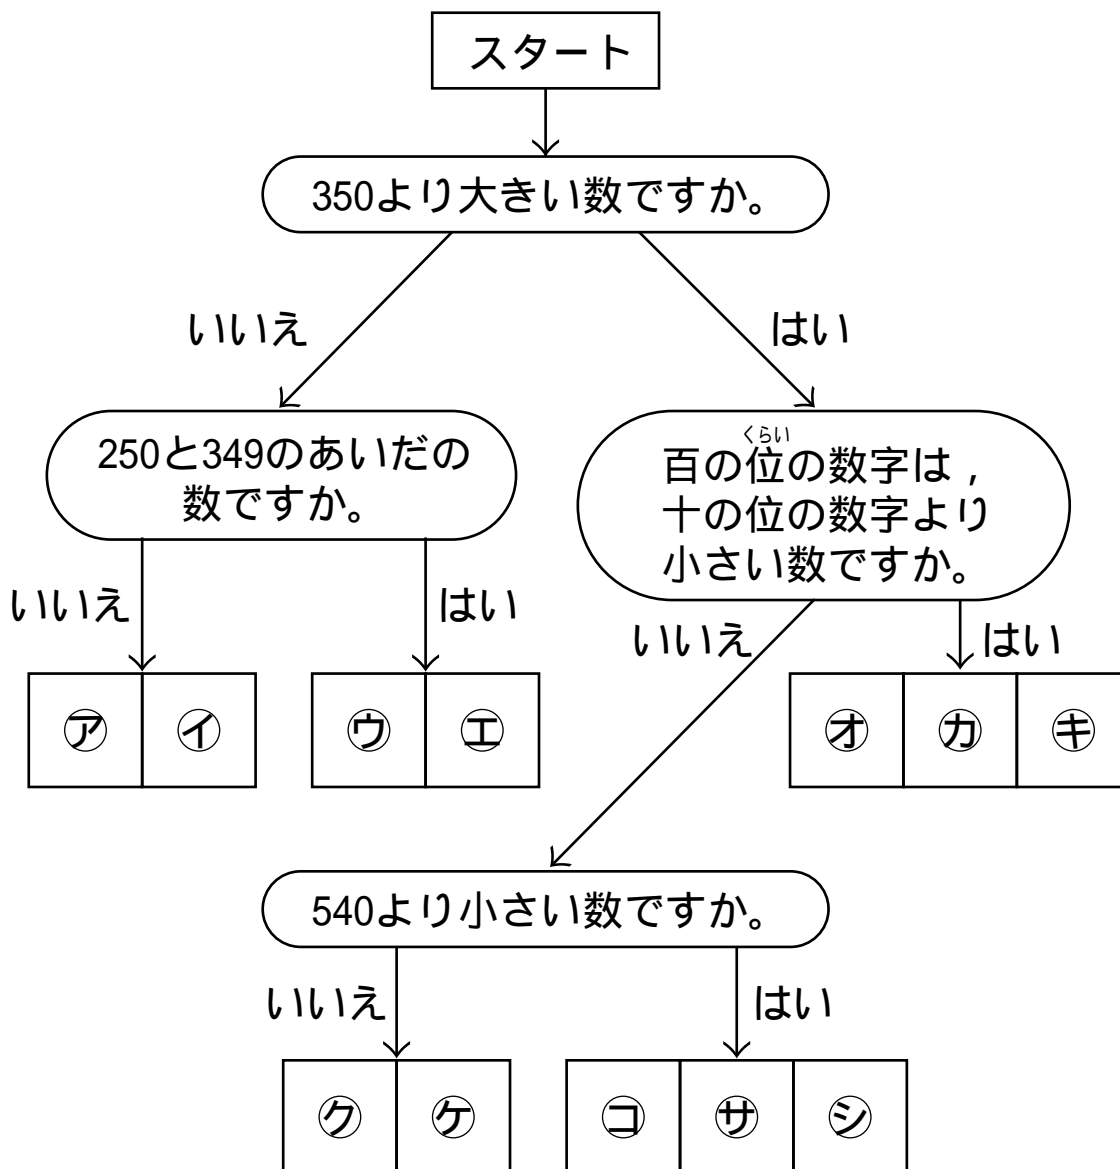 スタート
350より大きい数ですか。
いいえ
はい
250と349のあいだの
数ですか。
くらい
百の位の数字は，
十の位の数字より
小さい数ですか。
いいえ
はい
いいえ
はい
㋐ ㋑ ㋒ ㋓ ㋔ ㋕ ㋖
540より小さい数ですか。
いいえ
はい
㋗ ㋘ ㋙ ㋚ ㋛